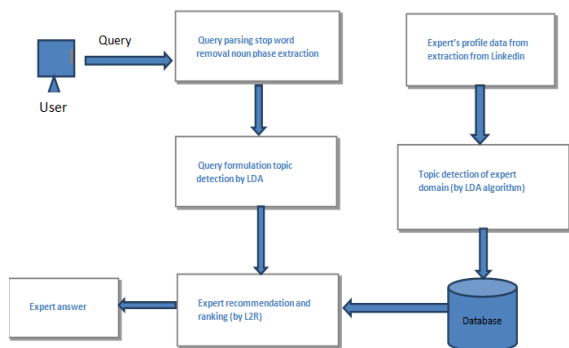 Query
User
Query parsing stop word
removal noun phase extraction
Expert's profile data from
extraction from LinkedIn
Query formulation topic
detection by LDA
Topic detection of expert
domain (by LDA algorithm)
Expert answer
Expert recommendation and
ranking (by L2R)
Database